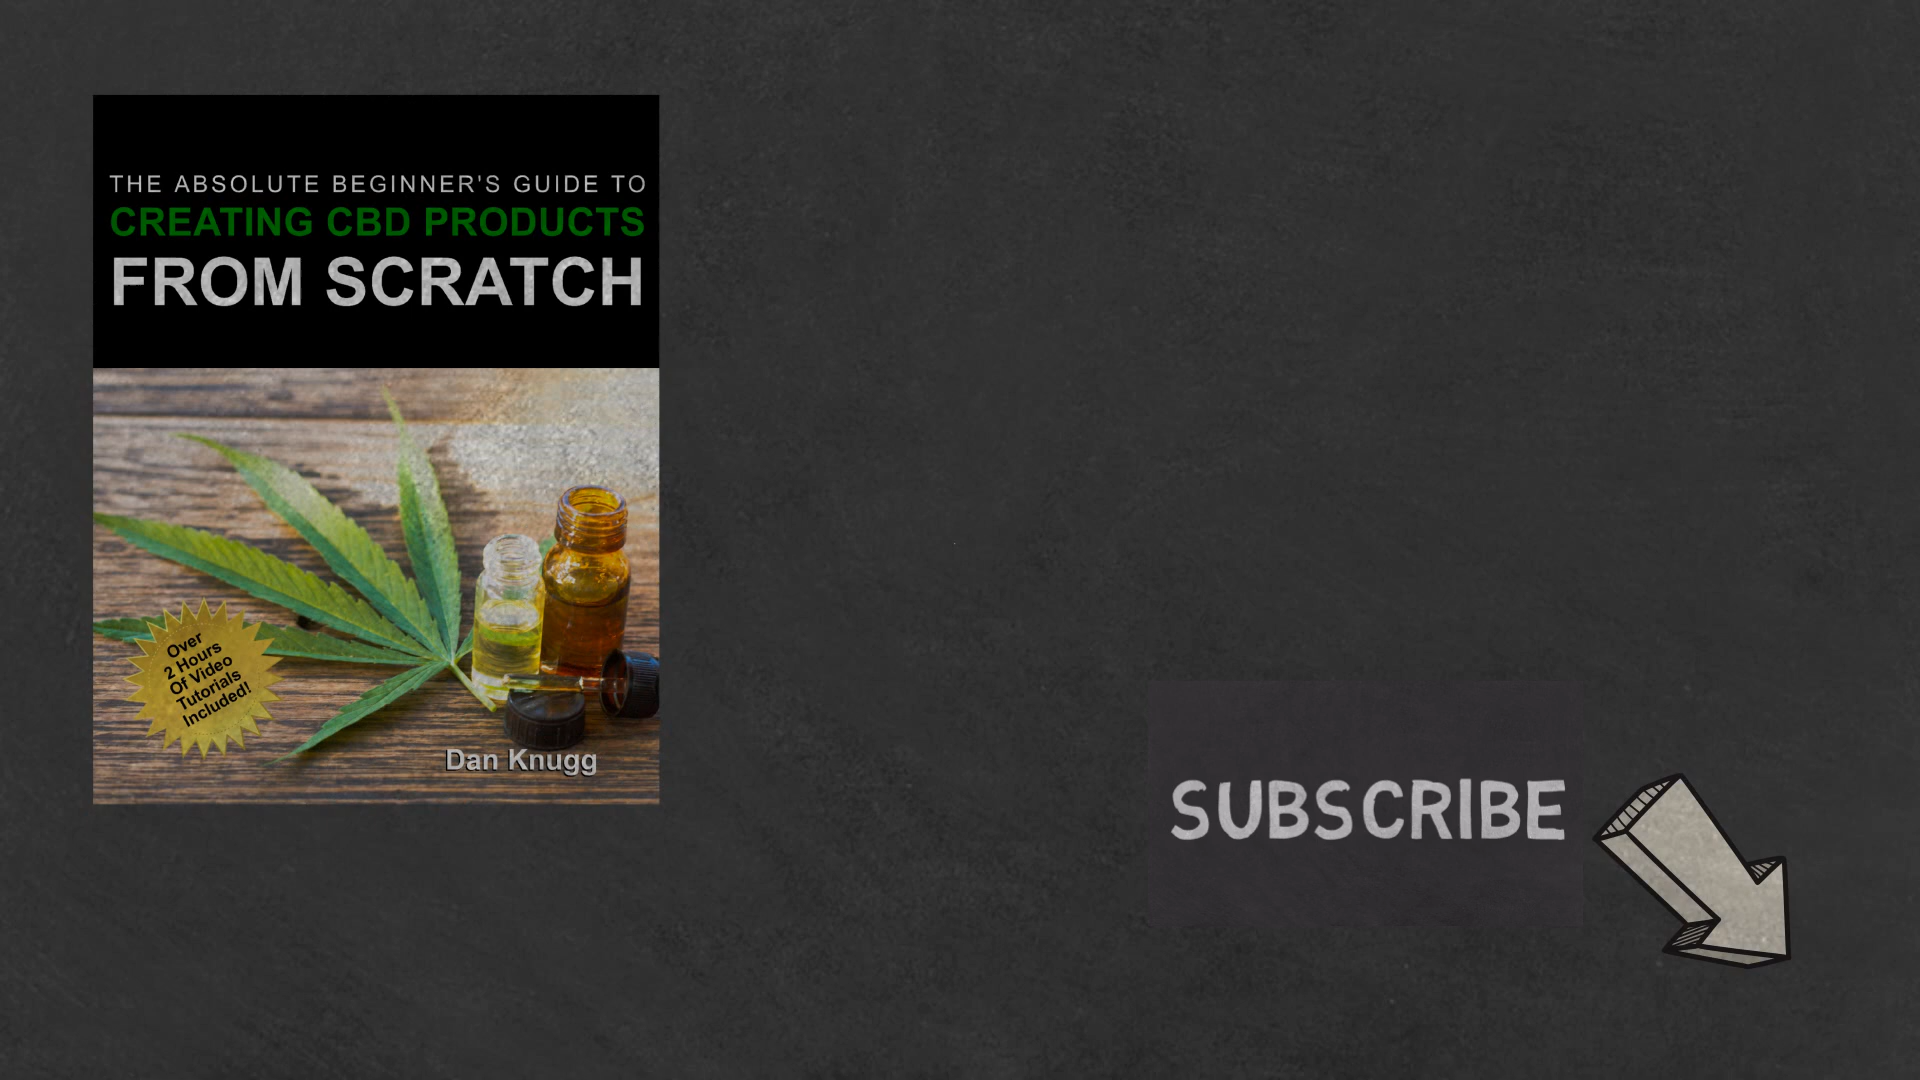 THE ABSOLUTE BEGINNER'S GUIDE TO
CREATING CBD PRODUCTS
FROM SCRATCH
Over
2 Hours
Of Video
Tutorials
Included!
Dan Knugg
SUBSCRIBE